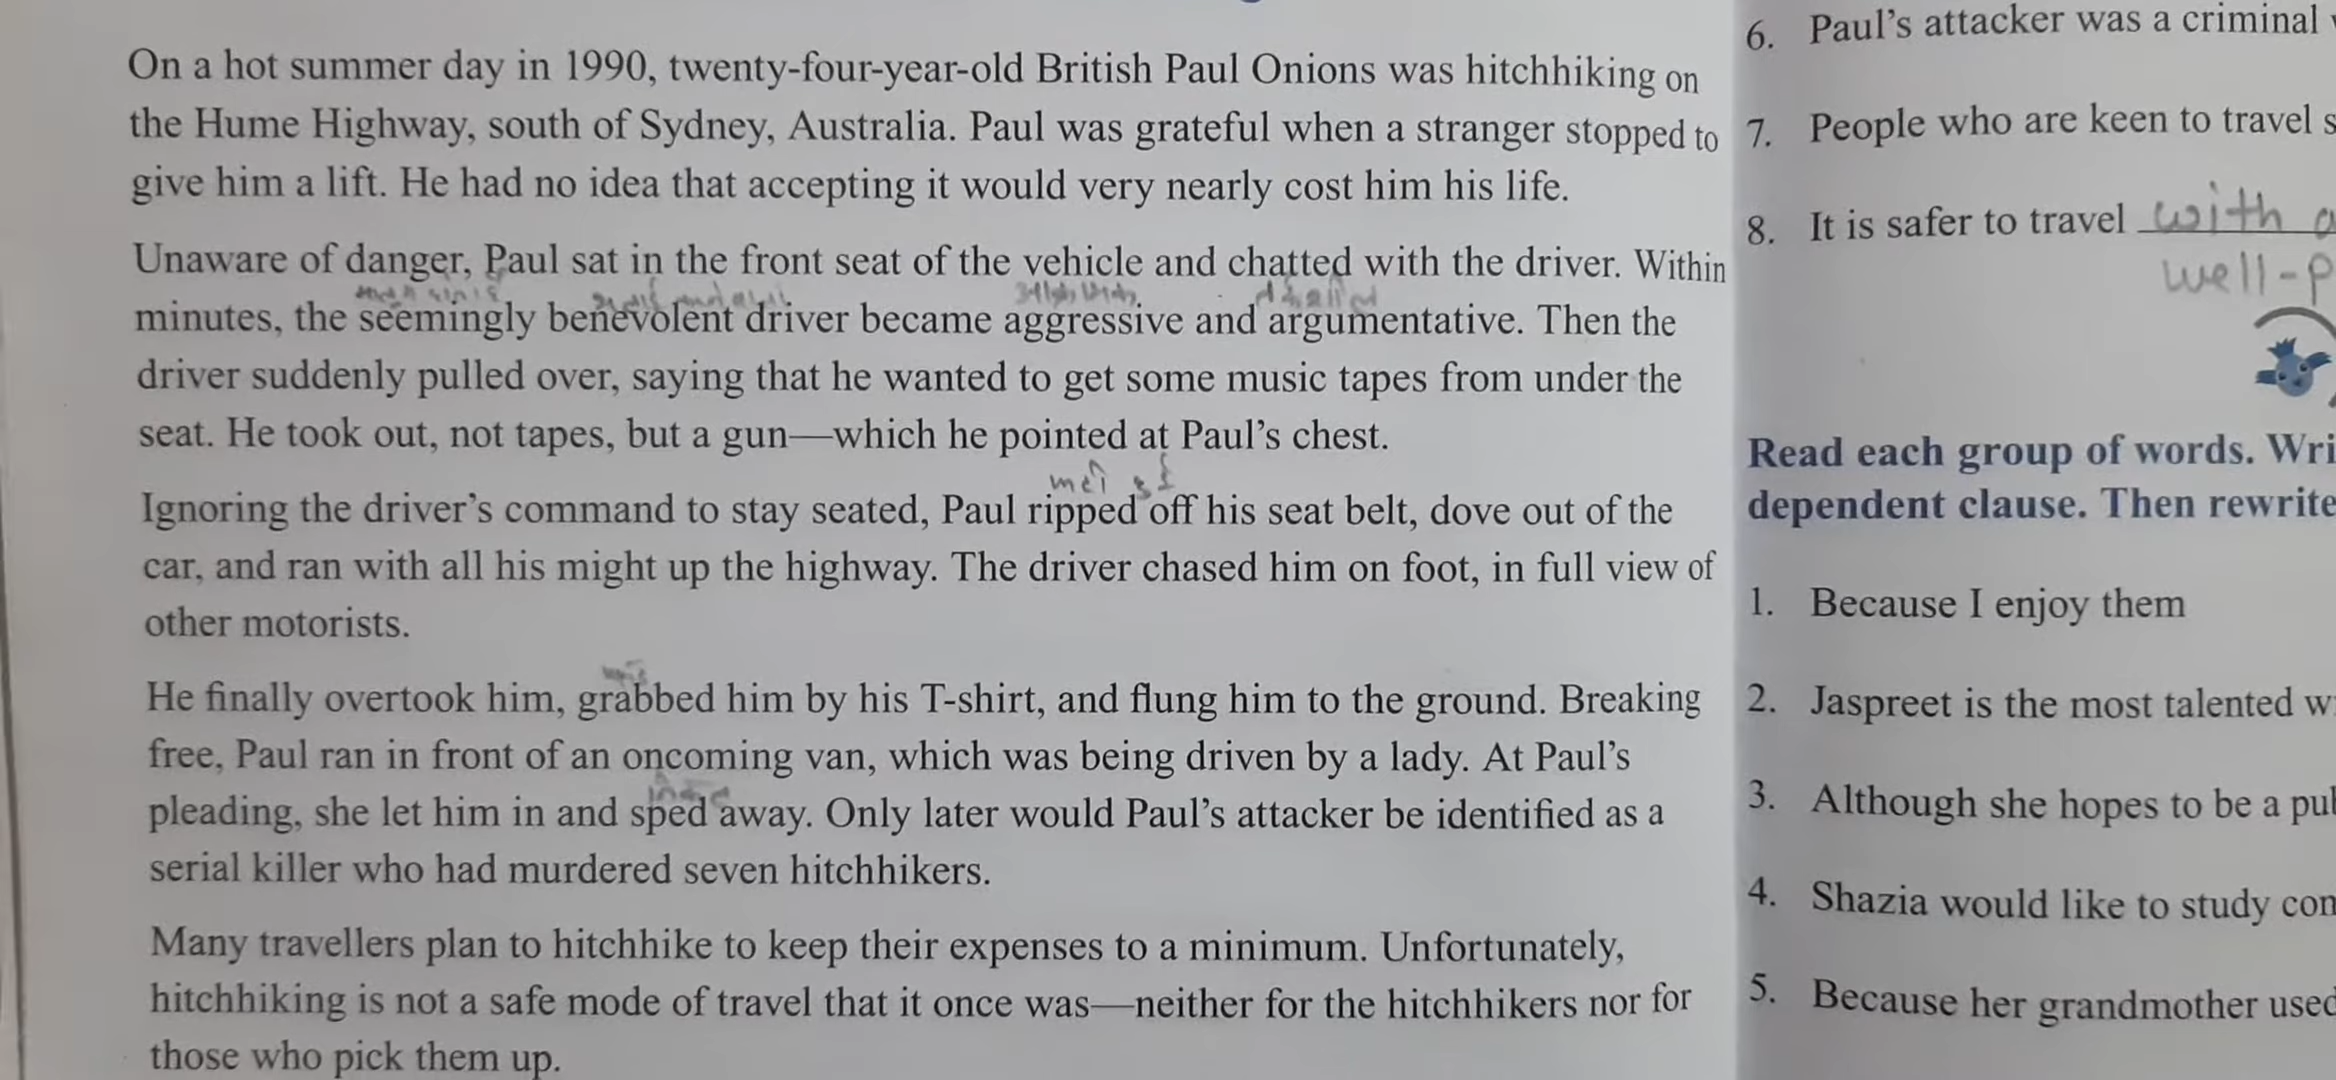 On a hot summer day in 1990, twenty-four-year-old British Paul Onions was hitchhiking on
the Hume Highway, south of Sydney, Australia. Paul was grateful when a stranger stopped to
give him a lift. He had no idea that accepting it would very nearly cost him his life.
Unaware of danger, Paul sat in the front seat of the vehicle and chatted with the driver. Within
minutes, the seemingly benevolent driver became aggressive and argumentative. Then the
driver suddenly pulled over, saying that he wanted to get some music tapes from under the
seat. He took out, not tapes, but a gun—which he pointed at Paul's chest.
Ignoring the driver's command to stay seated, Paul ripped off his seat belt, dove out of the
car, and ran with all his might up the highway. The driver chased him on foot, in full view of
other motorists.
He finally overtook him, grabbed him by his T-shirt, and flung him to the ground. Breaking
free, Paul ran in front of an oncoming van, which was being driven by a lady. At Paul's
pleading, she let him in and sped away. Only later would Paul's attacker be identified as a
serial killer who had murdered seven hitchhikers.
Many travellers plan to hitchhike to keep their expenses to a minimum. Unfortunately,
hitchhiking is not a safe mode of travel that it once was—neither for the hitchhikers nor for
those who pick them up.
6. Paul's attacker was a criminal
7. People who are keen to travel s
8. It is safer to travel with a
well-p
Read each group of words. Wri
dependent clause. Then rewrite
1. Because I enjoy them
2. Jaspreet is the most talented w
3. Although she hopes to be a pub
4. Shazia would like to study con
5. Because her grandmother used